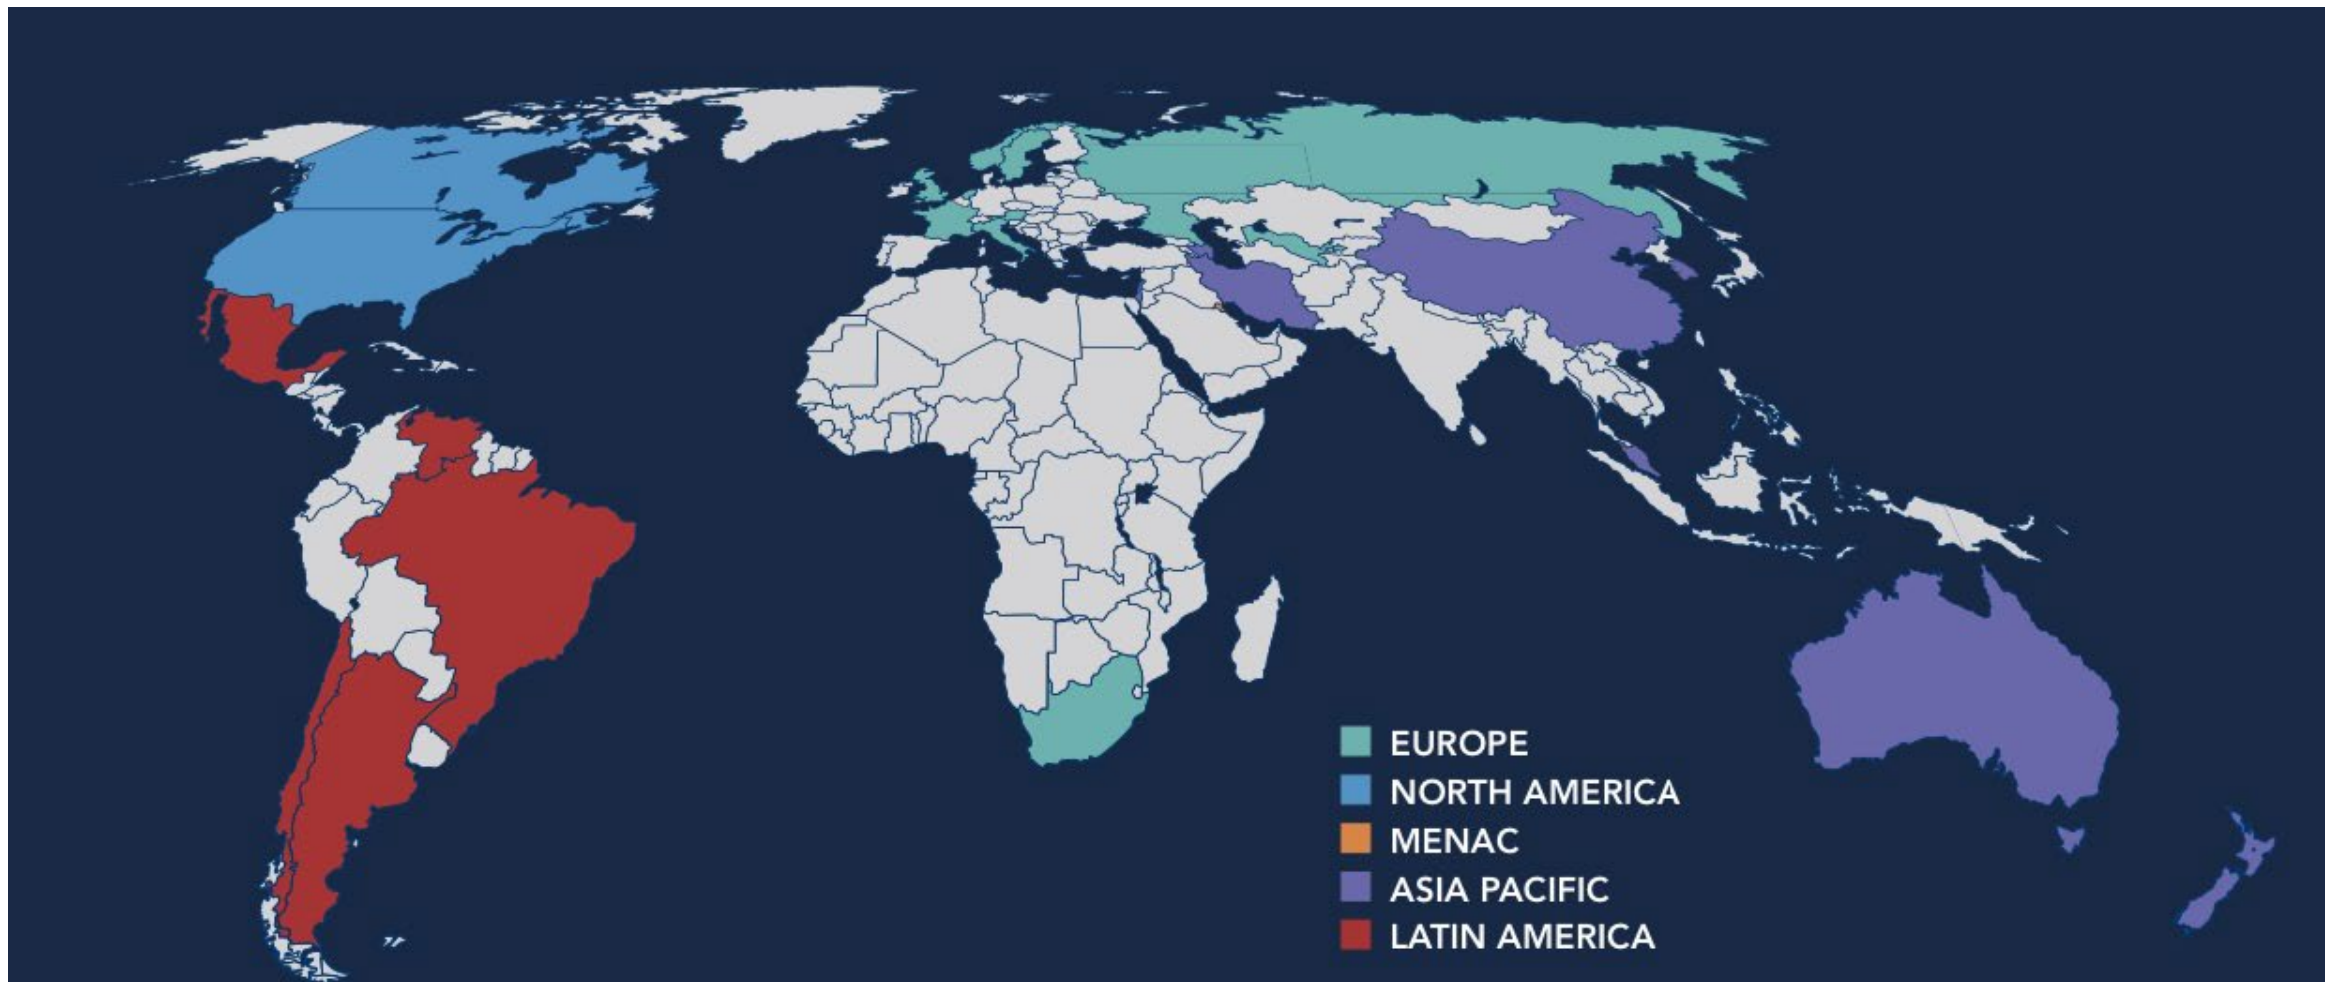 EUROPE
NORTH AMERICA
MENAC
ASIA PACIFIC
LATIN AMERICA